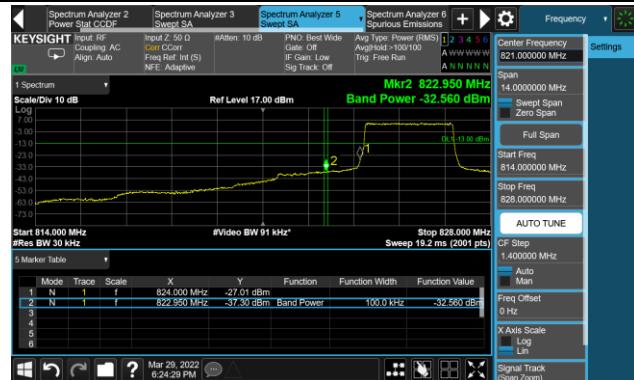 Spectrum Analyzer 2
Power Stat CCDF
Spectrum Analyzer 3
Swept SA
Spectrum Analyzer 5
Swept SA
Spectrum Analyzer 6
Spurious Emissions
Frequency
KEYSIGHT
Input: RF
Coupling: AC
Align: Auto
Input Z: 50 Ω
Corr CCorr
Freq Ref: Int (S)
NFE: Adaptive
#Atten: 10 dB
PNO: Best Wide
Gate: Off
IF Gain: Low
Sig Track: Off
Avg Type: Power (RMS)
Avg|Hold:>100/100
Trig: Free Run
1 2 3 4 5 6
A W W W W W
A N N N N N
1 Spectrum
Scale/Div 10 dB
Ref Level 17.00 dBm
Mkr2 822.950 MHz
Band Power -32.560 dBm
Log
7.00
-3.00
-13.0
-23.0
-33.0
-43.0
-53.0
-63.0
-73.0
DL1 -13.00 dBm
1
2
Start 814.000 MHz
#Res BW 30 kHz
#Video BW 91 kHz*
Stop 828.000 MHz
Sweep 19.2 ms (2001 pts)
5 Marker Table
Mode Trace Scale X Y Function Function Width Function Value
1 N 1 f 824.000 MHz -27.01 dBm
2 N 1 f 822.950 MHz -37.30 dBm Band Power 100.0 kHz -32.560 dBm
3
4
5
6
Mar 29, 2022
6:24:29 PM
Center Frequency
821.000000 MHz
Settings
Span
14.0000000 MHz
Swept Span
Zero Span
Full Span
Start Freq
814.000000 MHz
Stop Freq
828.000000 MHz
AUTO TUNE
CF Step
1.400000 MHz
Auto
Man
Freq Offset
0 Hz
X Axis Scale
Log
Lin
Signal Track
(Span Zoom)